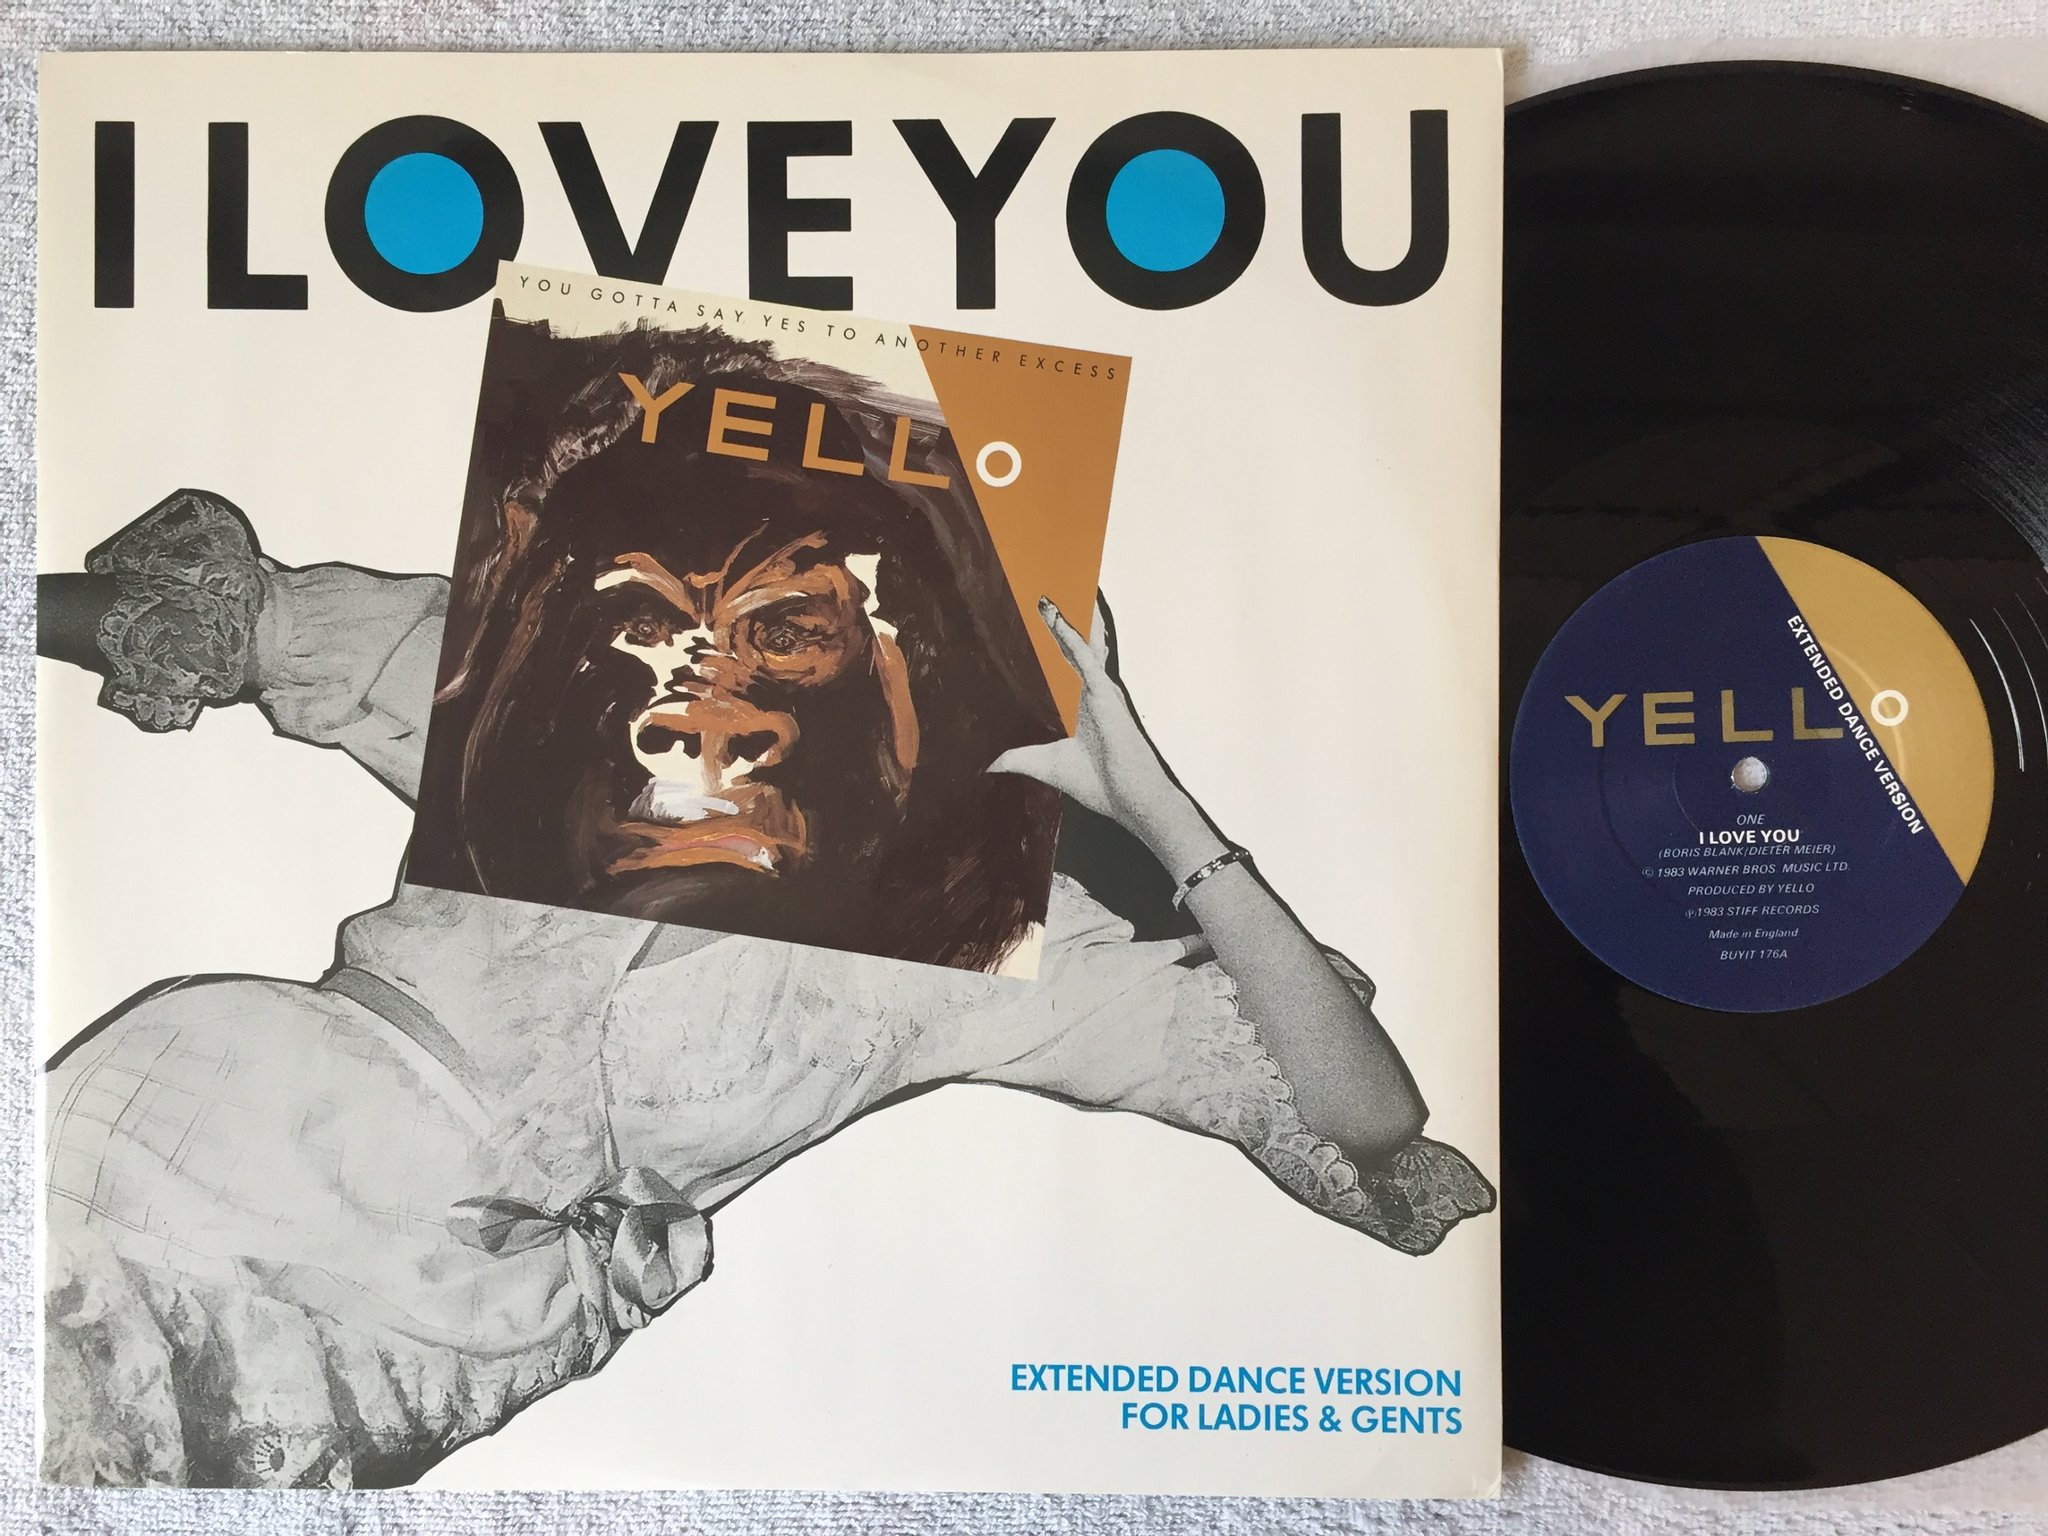 I LOVE YOU
YOU GOTTA SAY YES TO ANOTHER EXCESS
YELLO
EXTENDED DANCE VERSION
FOR LADIES & GENTS
YELLO
EXTENDED DANCE VERSION
ONE
I LOVE YOU
(BORIS BLANK/DIETER MEIER)
© 1983 WARNER BROS. MUSIC LTD.
PRODUCED BY YELLO
℗1983 STIFF RECORDS
Made in England
BUYIT 176A